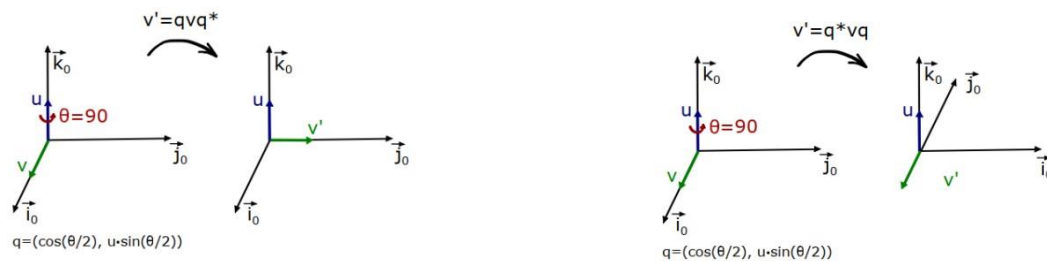 v'=qvq*
k₀
u
θ=90
v
j₀
i₀
q=(cos(θ/2), u•sin(θ/2))
k₀
u
v'
j₀
i₀
v'=q*vq
k₀
u
θ=90
v
j₀
i₀
q=(cos(θ/2), u•sin(θ/2))
k₀
j₀
u
v'
i₀